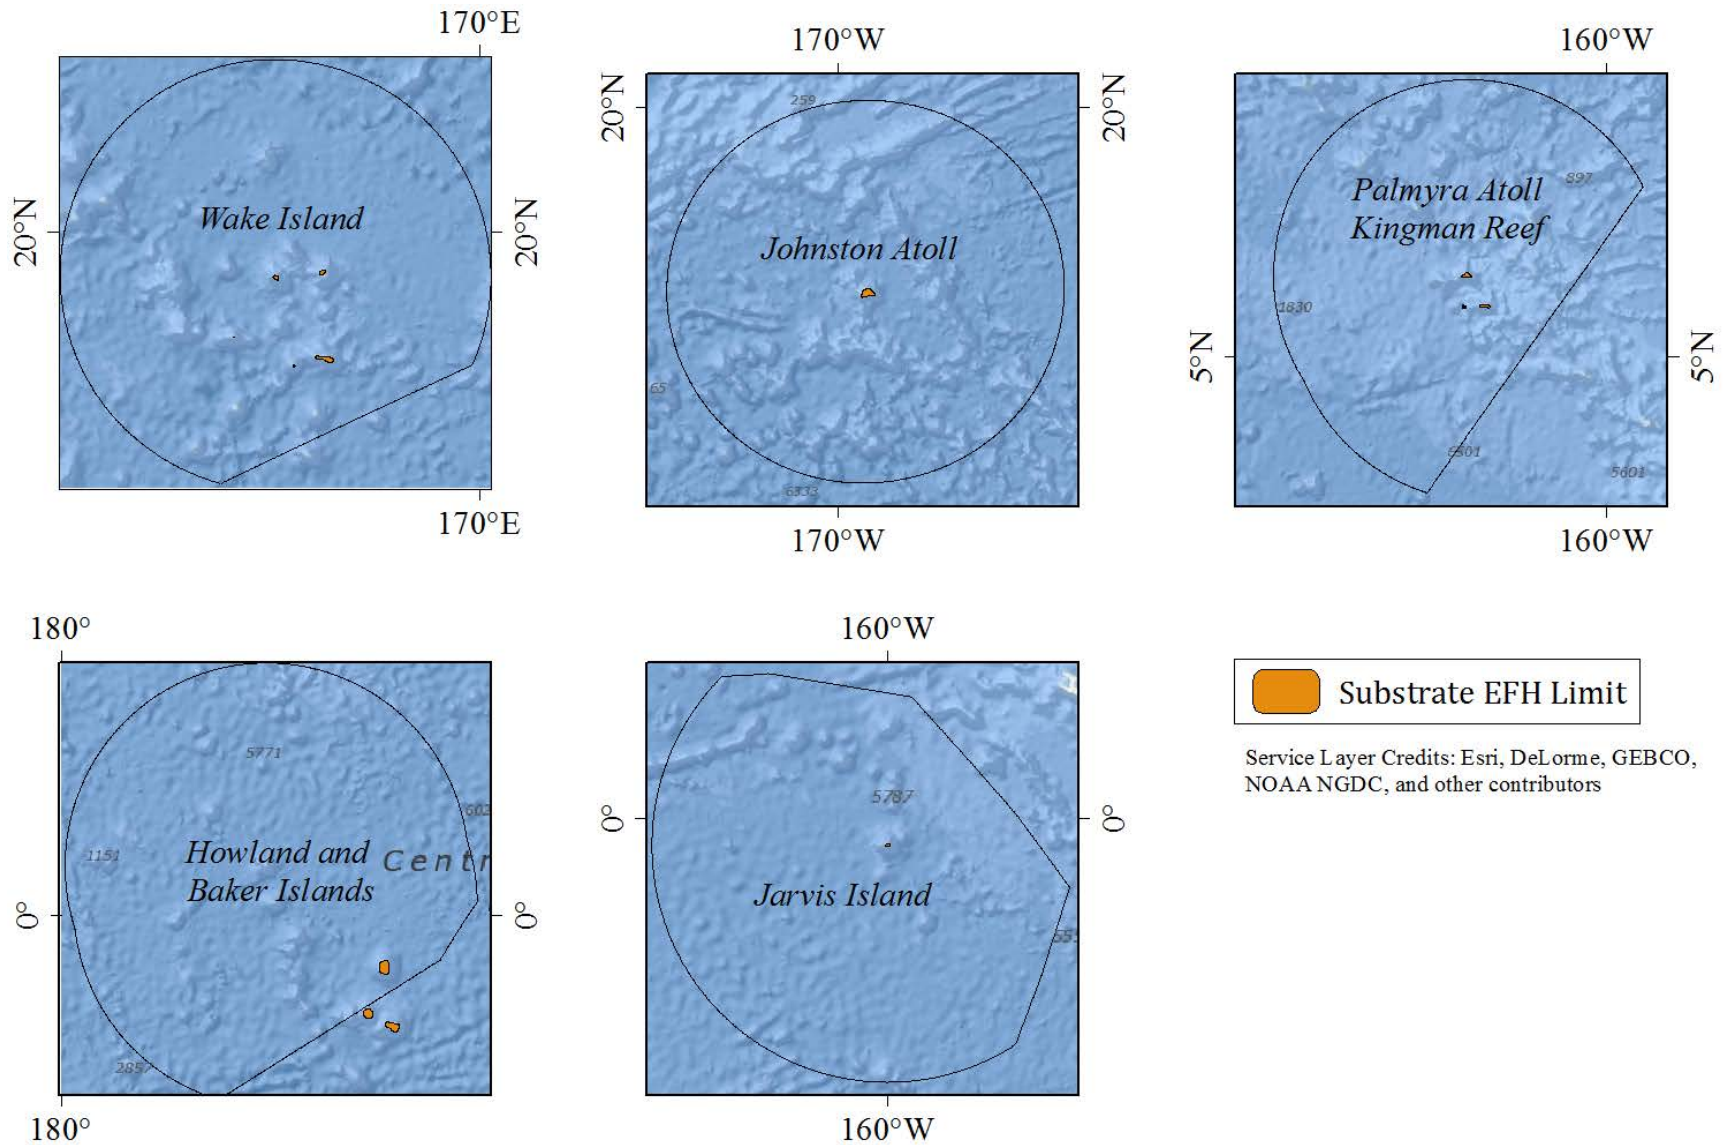 170°E
20°N
Wake Island
20°N
170°E
170°W
20°N
259
20°N
Johnston Atoll
65
6333
170°W
160°W
897
Palmyra Atoll
Kingman Reef
1830
5°N
5°N
6501
5601
160°W
180°
5771
603
1151
Howland and
Centr
Baker Islands
0°
0°
2857
180°
160°W
5787
0°
0°
Jarvis Island
160°W
Substrate EFH Limit
Service Layer Credits: Esri, DeLorme, GEBCO,
NOAA NGDC, and other contributors